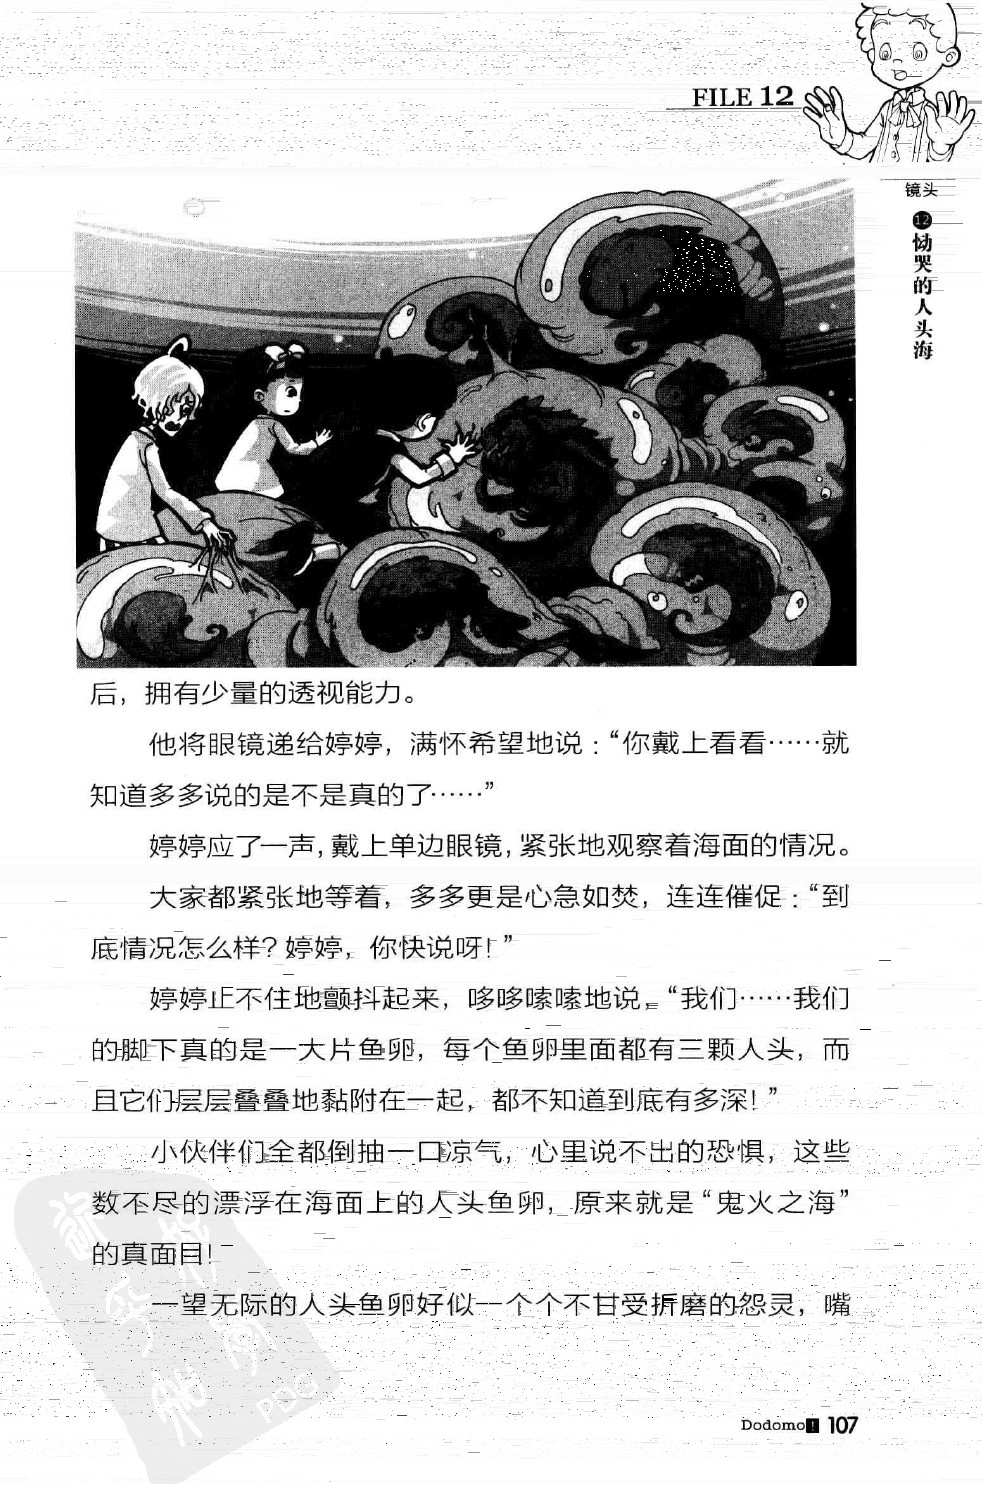 FILE 12
镜头
12 恸哭的人头海
后，拥有少量的透视能力。
他将眼镜递给婷婷，满怀希望地说：“你戴上看看……就
知道多多说的是不是真的了……”
婷婷应了一声，戴上单边眼镜，紧张地观察着海面的情况。
大家都紧张地等着，多多更是心急如焚，连连催促：“到
底情况怎么样？婷婷，你快说呀！”
婷婷止不住地颤抖起来，哆哆嗦嗦地说，“我们……我们
的脚下真的是一大片鱼卵，每个鱼卵里面都有三颗人头，而
且它们层层叠叠地黏附在一起，都不知道到底有多深！”
小伙伴们全都倒抽一口凉气，心里说不出的恐惧，这些
数不尽的漂浮在海面上的人头鱼卵，原来就是“鬼火之海”
的真面目！
一望无际的人头鱼卵好似一个个不甘受折磨的怨灵，嘴
PDG
Dodomo! 107